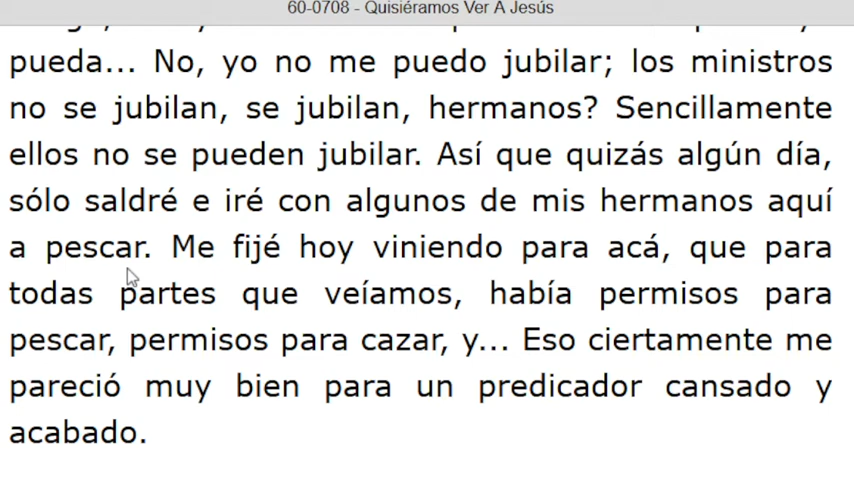 60-0708 - Quisiéramos Ver A Jesús
pueda... No, yo no me puedo jubilar; los ministros
no se jubilan, se jubilan, hermanos? Sencillamente
ellos no se pueden jubilar. Así que quizás algún día,
sólo saldré e iré con algunos de mis hermanos aquí
a pescar. Me fijé hoy viniendo para acá, que para
todas partes que veíamos, había permisos para
pescar, permisos para cazar, y... Eso ciertamente me
pareció muy bien para un predicador cansado y
acabado.